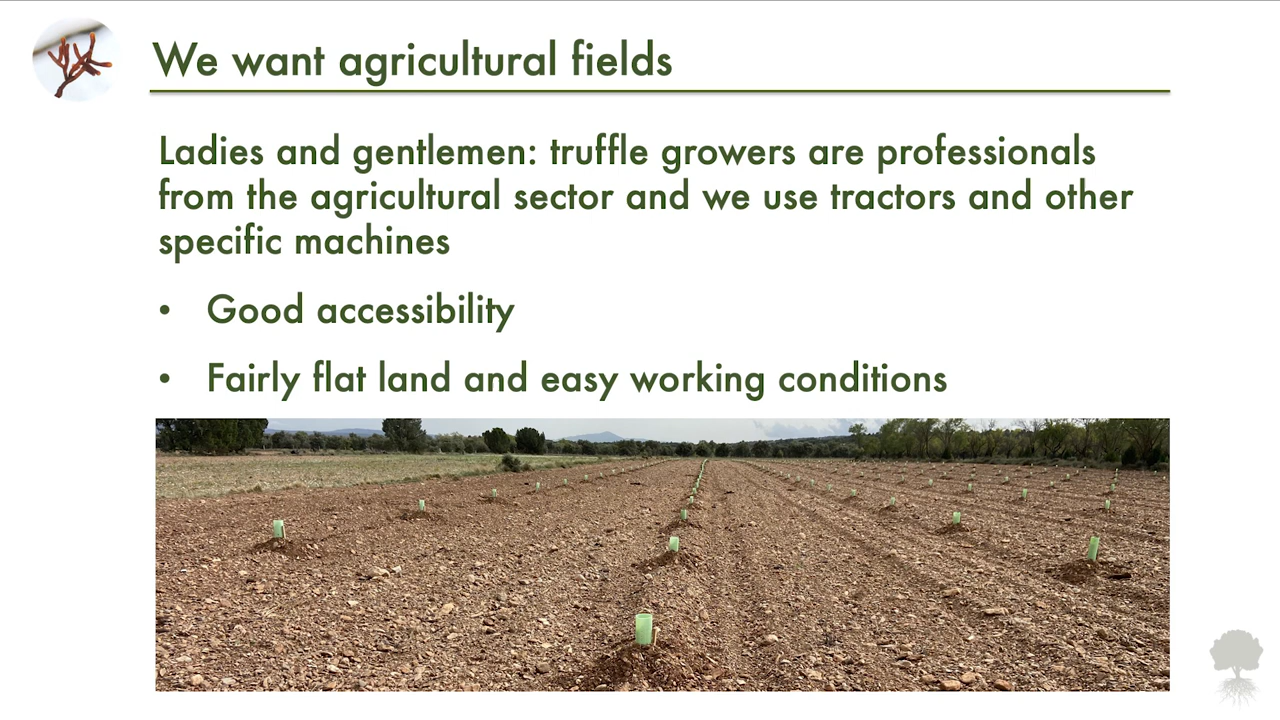 We want agricultural fields
Ladies and gentlemen: truffle growers are professionals
from the agricultural sector and we use tractors and other
specific machines
• Good accessibility
• Fairly flat land and easy working conditions